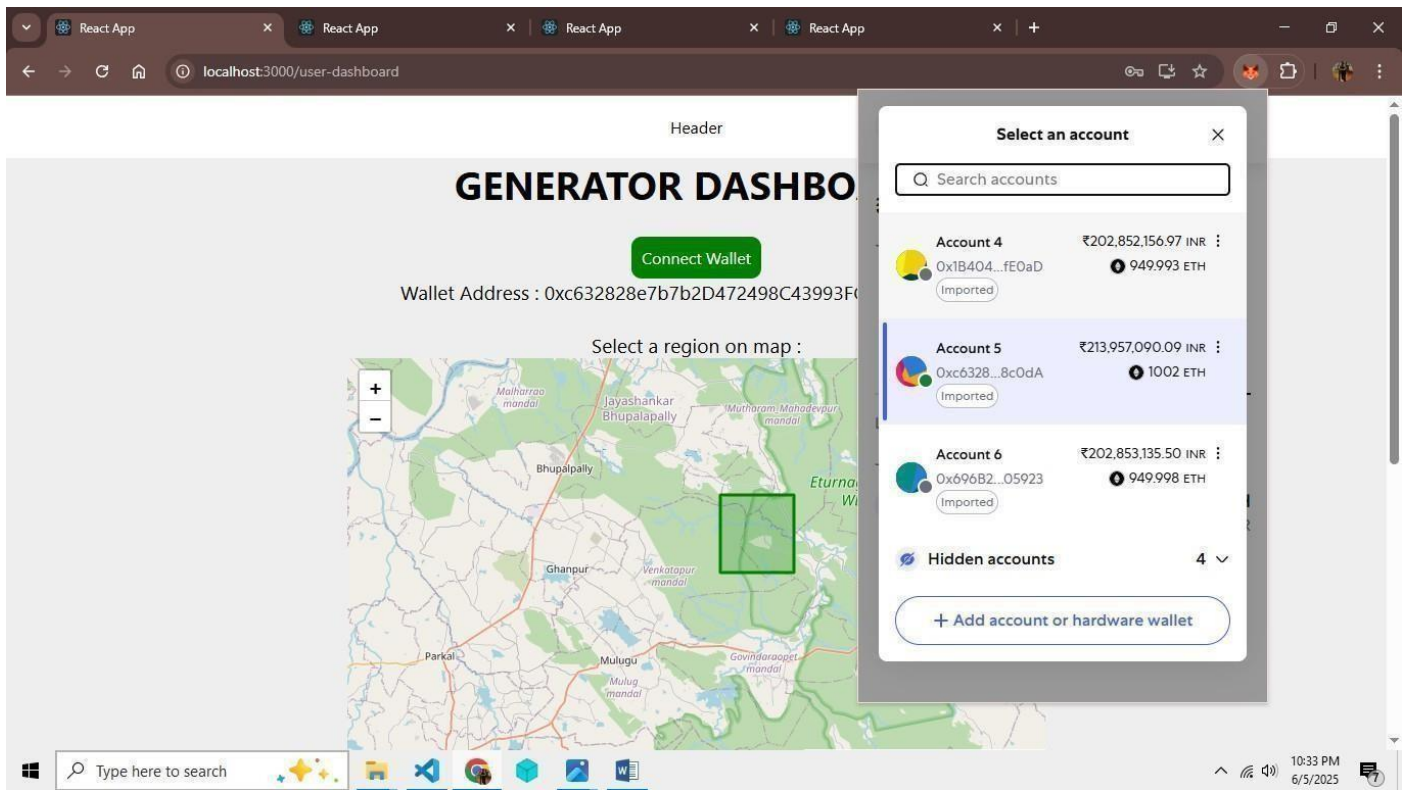 React App
React App
React App
React App
localhost:3000/user-dashboard
Header
GENERATOR DASHBO
Connect Wallet
Wallet Address : 0xc632828e7b7b2D472498C43993F
Select a region on map :
+
−
Malharrao
mandal
Jayashankar
Bhupalapally
Mutharam Mahadevpur
mandal
Bhupalpally
Eturna
Wi
Ghanpur
Venkatapur
mandal
Parkal
Mulugu
Mulug
mandal
Govindaraopet
mandal
Select an account
Search accounts
Account 4 ₹202,852,156.97 INR
0x1B404...fE0aD 949.993 ETH
Imported
Account 5 ₹213,957,090.09 INR
0xc6328...8c0dA 1002 ETH
Imported
Account 6 ₹202,853,135.50 INR
0x696B2...05923 949.998 ETH
Imported
Hidden accounts 4
+ Add account or hardware wallet
Type here to search
10:33 PM
6/5/2025
7